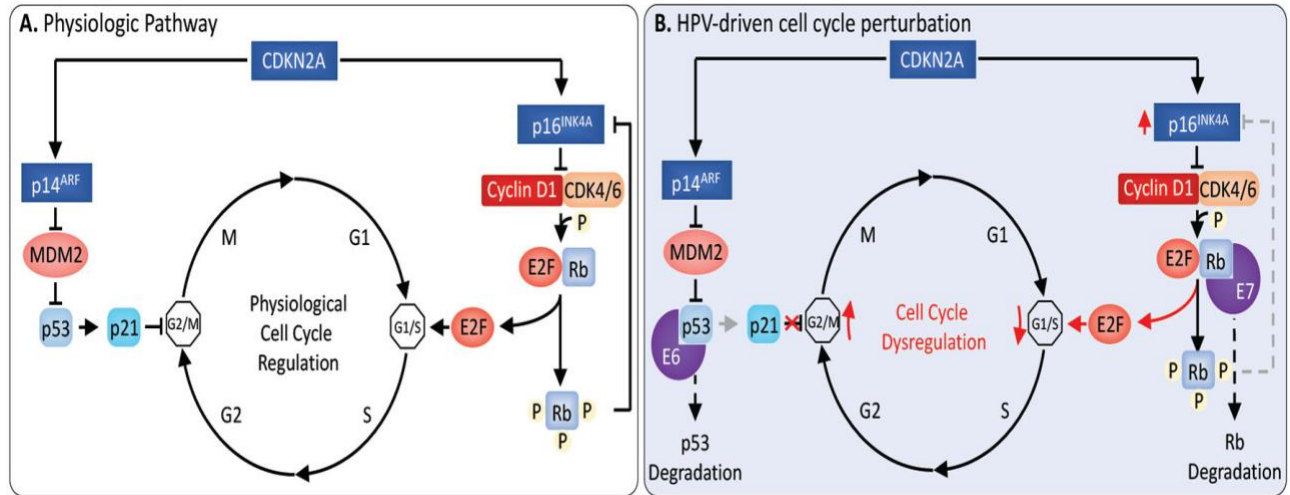 A. Physiologic Pathway
CDKN2A
p16INK4A
p14ARF
Cyclin D1
CDK4/6
P
MDM2
M
G1
E2F
Rb
Physiological
Cell Cycle
Regulation
p53
p21
G2/M
G1/S
E2F
G2
S
P
Rb
P
P
B. HPV-driven cell cycle perturbation
CDKN2A
p16INK4A
p14ARF
Cyclin D1
CDK4/6
P
MDM2
M
G1
E2F
Rb
E7
Cell Cycle
Dysregulation
p53
E6
p21
G2/M
G1/S
E2F
G2
S
P
Rb
P
P
p53
Degradation
Rb
Degradation